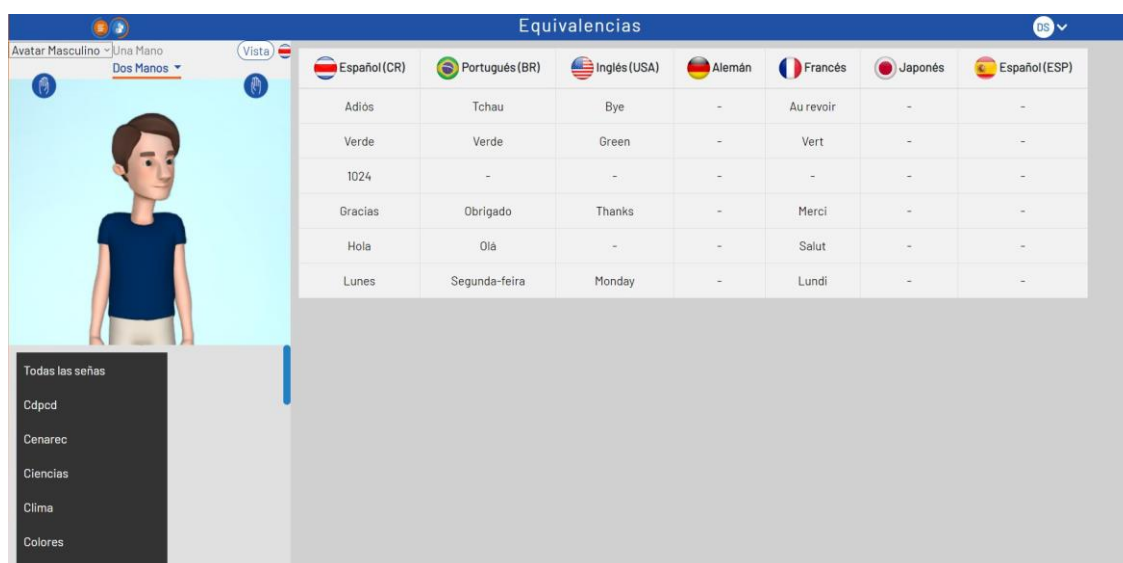 Equivalencias
DS
Avatar Masculino Una Mano Vista
Dos Manos
Español (CR) Portugués (BR) Inglés (USA) Alemán Francés Japonés Español (ESP)
Adiós Tchau Bye - Au revoir - -
Verde Verde Green - Vert - -
1024 - - - - - -
Gracias Obrigado Thanks - Merci - -
Hola Olá - - Salut - -
Lunes Segunda-feira Monday - Lundi - -
Todas las señas
Cdpcd
Cenarec
Ciencias
Clima
Colores